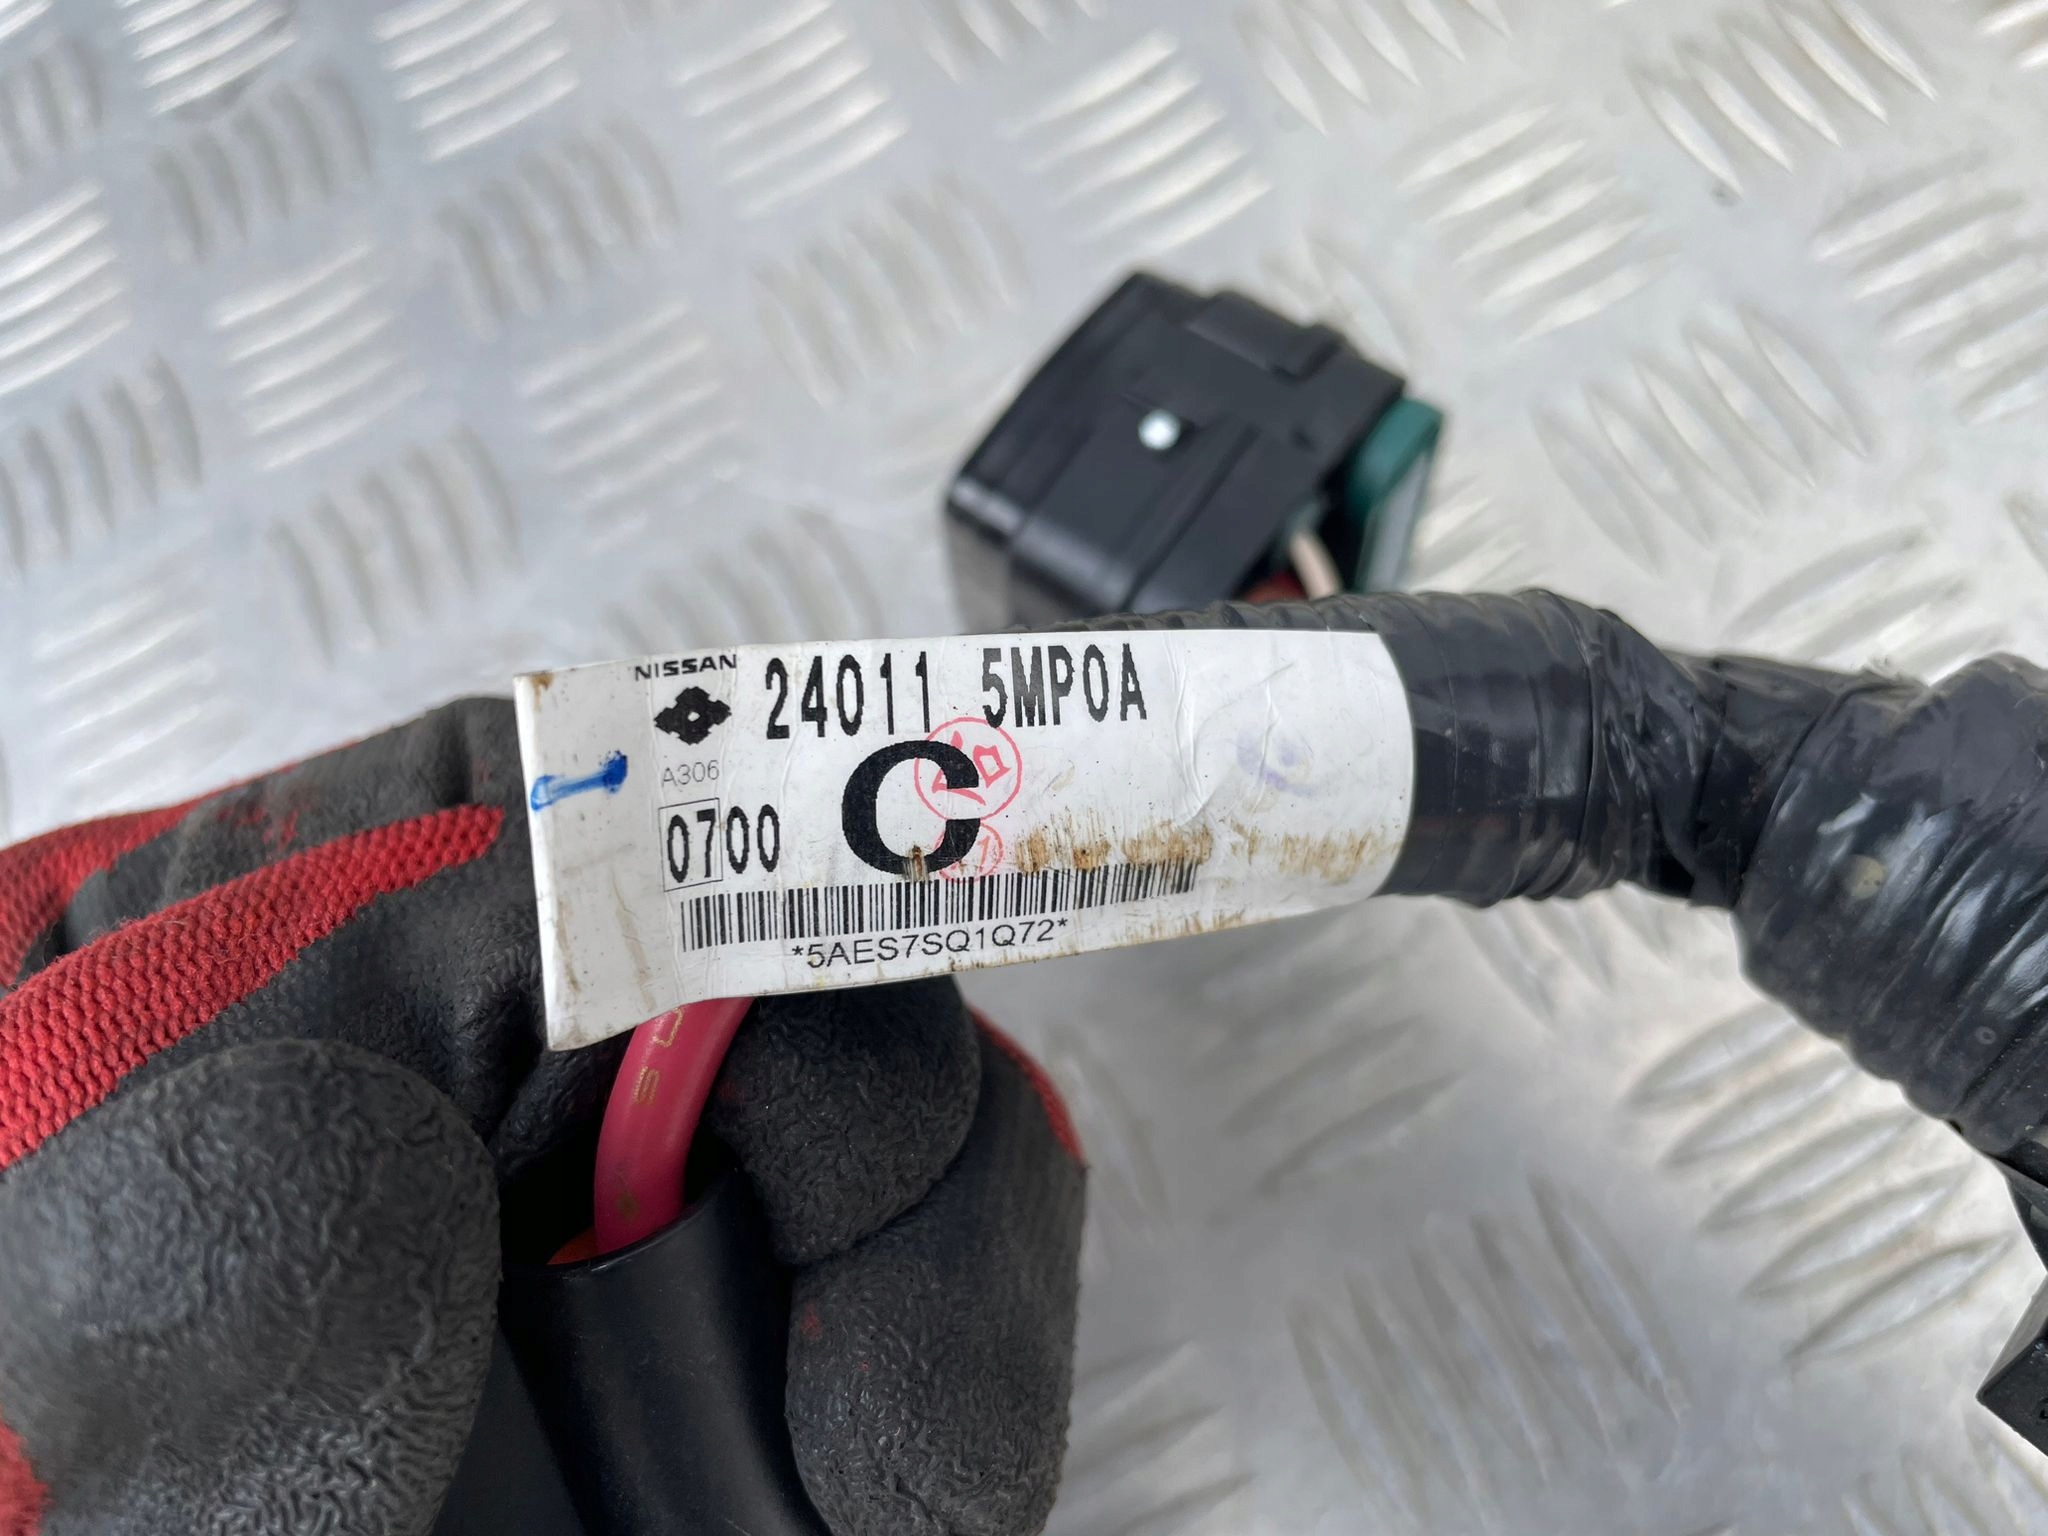 NISSAN
24011 5MP0A
A306
0700
C
*5AES7SQ1Q72*